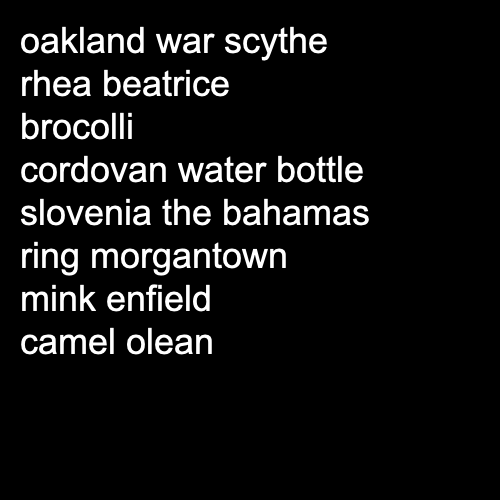 oakland war scythe
rhea beatrice
brocolli
cordovan water bottle
slovenia the bahamas
ring morgantown
mink enfield
camel olean